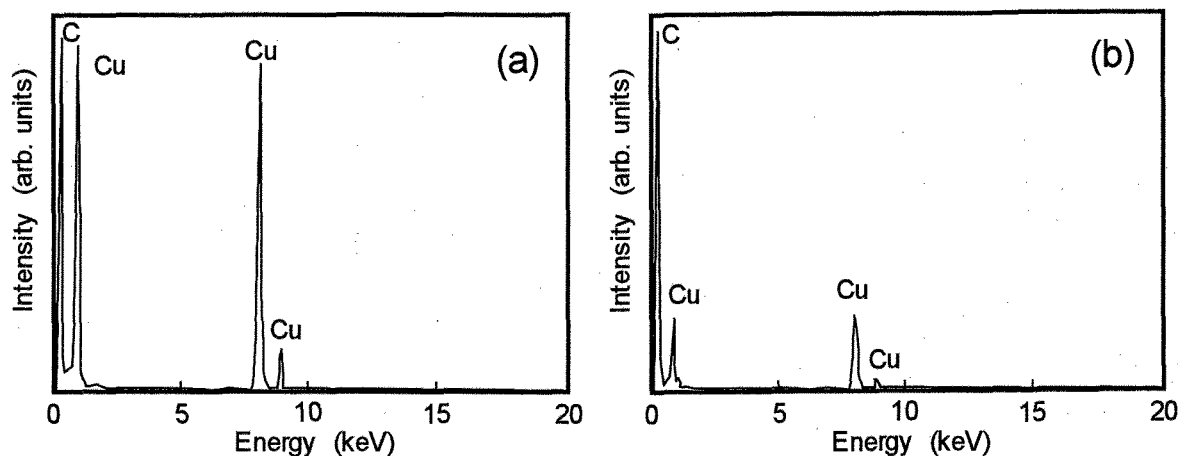 C
Cu
Cu
Cu
(a)
Intensity (arb. units)
0 5 10 15 20
Energy (keV)
C
Cu
Cu
Cu
(b)
Intensity (arb. units)
0 5 10 15 20
Energy (keV)